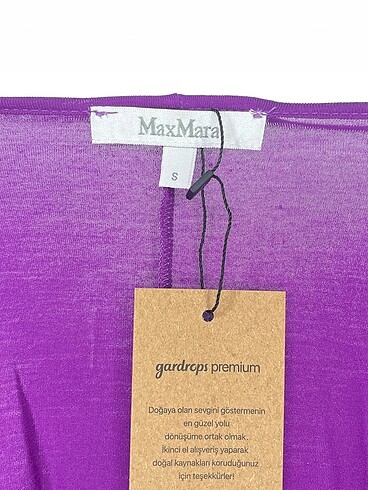 MaxMara
S
gardrops premium
Doğaya olan sevgini göstermenin
en güzel yolu
dönüşüme ortak olmak.
İkinci el alışveriş yaparak
doğal kaynakları koruduğunuz
için teşekkürler!